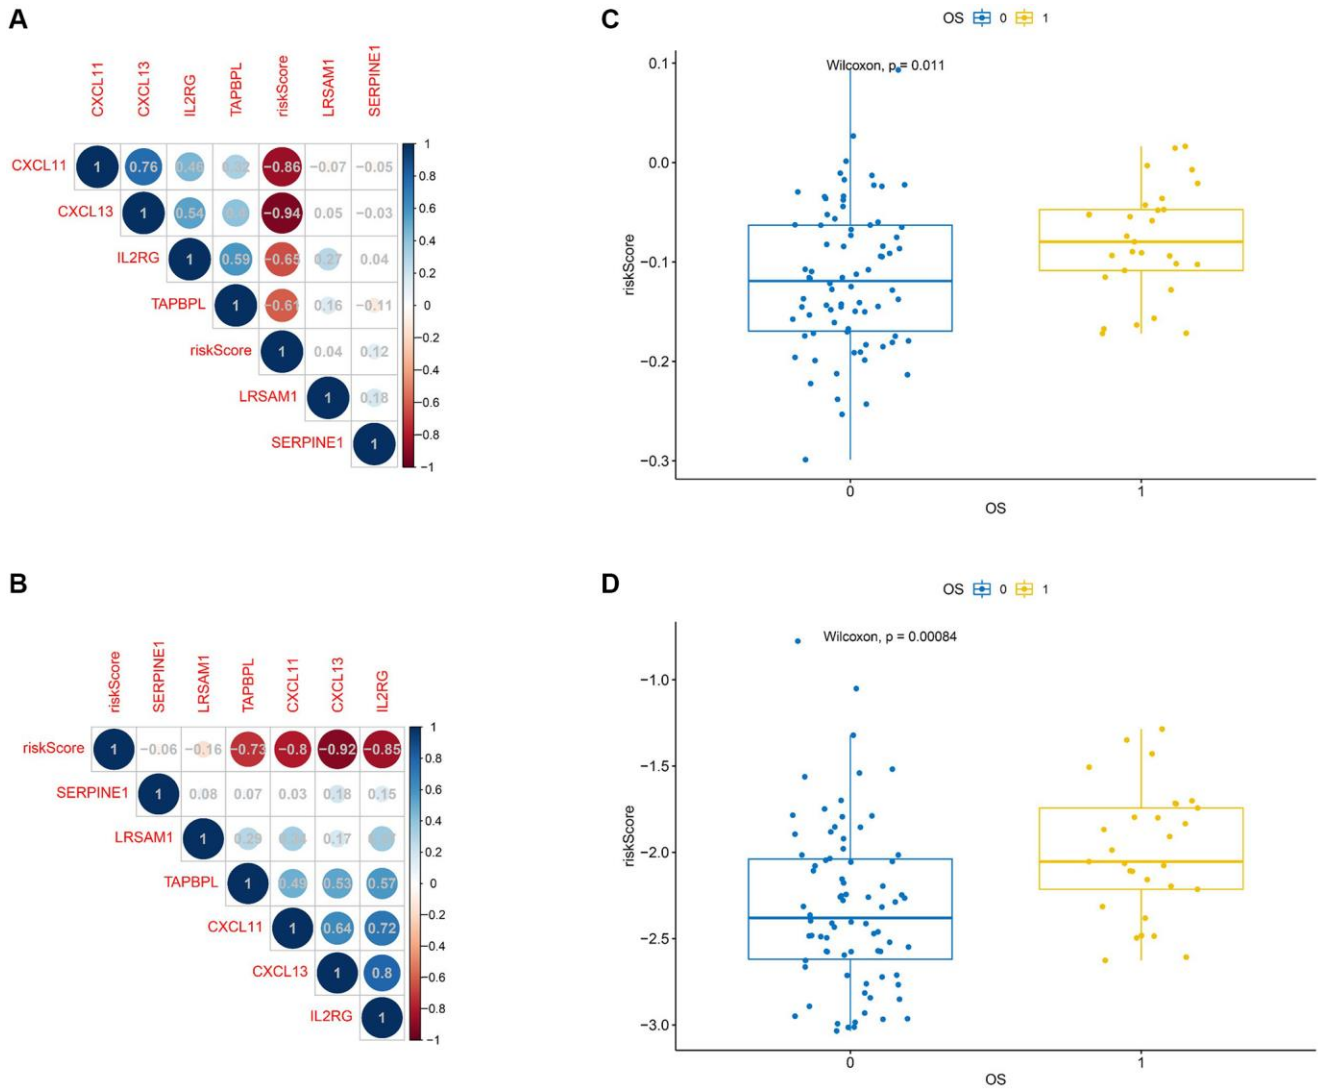 A
CXCL11 CXCL13 IL2RG TAPBPL riskScore LRSAM1 SERPINE1
CXCL11 1 0.76 0.46 0.32 −0.86 −0.07 −0.05
CXCL13 1 0.54 −0.94 0.05 −0.03
IL2RG 1 0.59 −0.65 0.27 0.04
TAPBPL 1 −0.61 0.16 −0.11
riskScore 1 0.04 0.12
LRSAM1 1 0.18
SERPINE1 1
1
0.8
0.6
0.4
0.2
0
−0.2
−0.4
−0.6
−0.8
−1
B
riskScore SERPINE1 LRSAM1 TAPBPL CXCL11 CXCL13 IL2RG
riskScore 1 −0.06 −0.16 −0.73 −0.8 −0.92 −0.85
SERPINE1 1 0.08 0.07 0.03 0.18 0.15
LRSAM1 1 0.29 0.17
TAPBPL 1 0.49 0.53 0.57
CXCL11 1 0.64 0.72
CXCL13 1 0.8
IL2RG 1
1
0.8
0.6
0.4
0.2
0
−0.2
−0.4
−0.6
−0.8
−1
C
OS 0 1
Wilcoxon, p = 0.011
0.1
0.0
−0.1
−0.2
−0.3
riskScore
0 1
OS
D
OS 0 1
Wilcoxon, p = 0.00084
−1.0
−1.5
−2.0
−2.5
−3.0
riskScore
0 1
OS